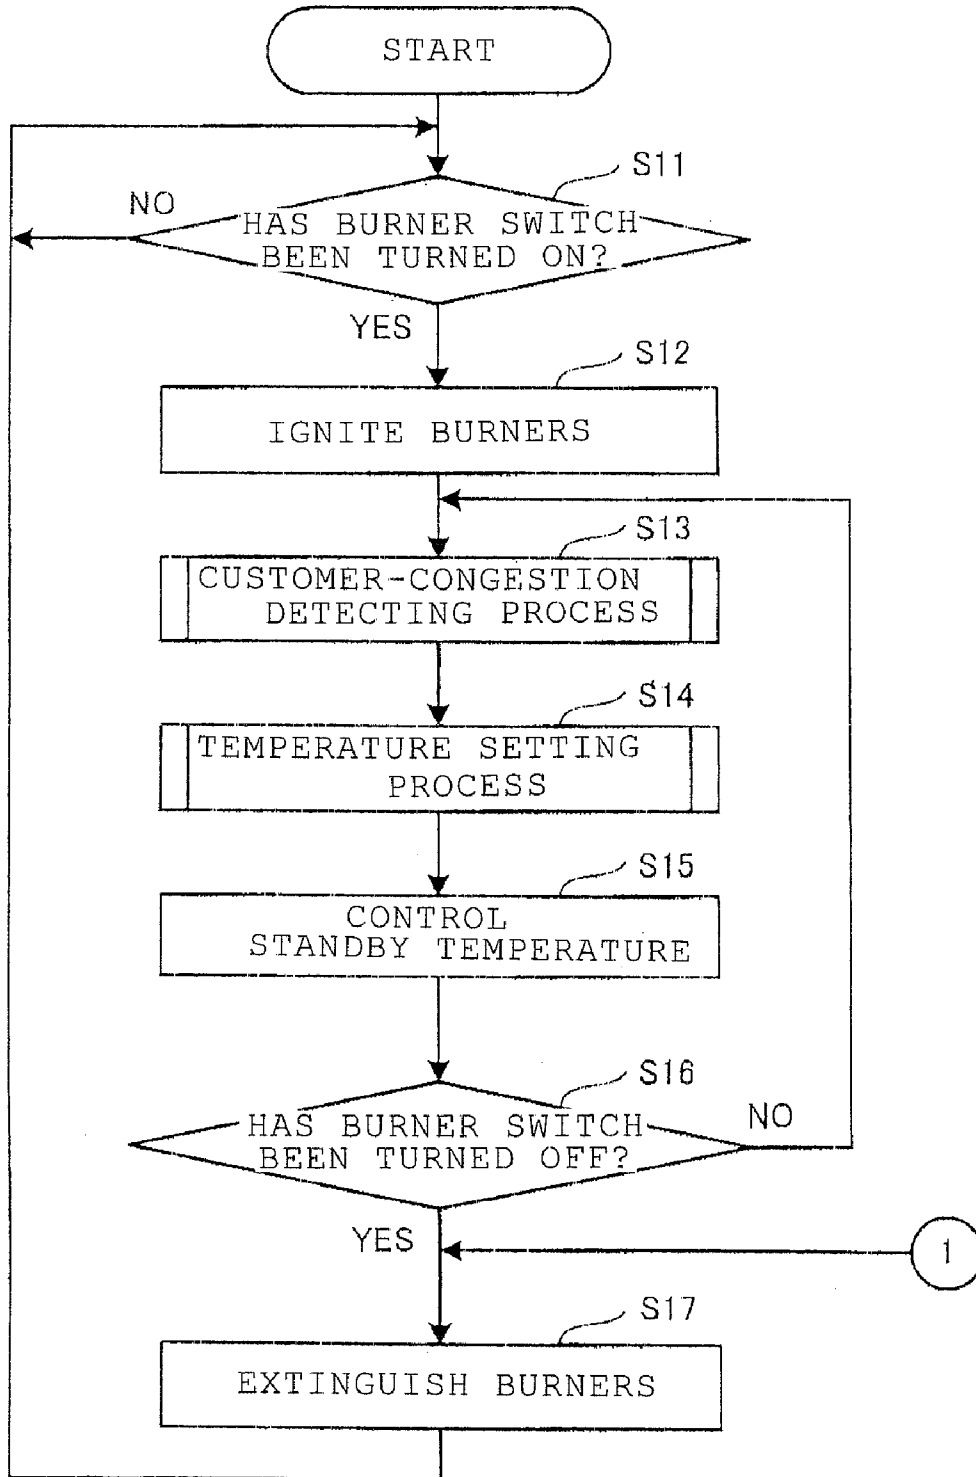 START
S11
NO
HAS BURNER SWITCH
BEEN TURNED ON?
YES
S12
IGNITE BURNERS
S13
CUSTOMER-CONGESTION
DETECTING PROCESS
S14
TEMPERATURE SETTING
PROCESS
S15
CONTROL
STANDBY TEMPERATURE
S16
HAS BURNER SWITCH
BEEN TURNED OFF?
NO
YES
1
S17
EXTINGUISH BURNERS